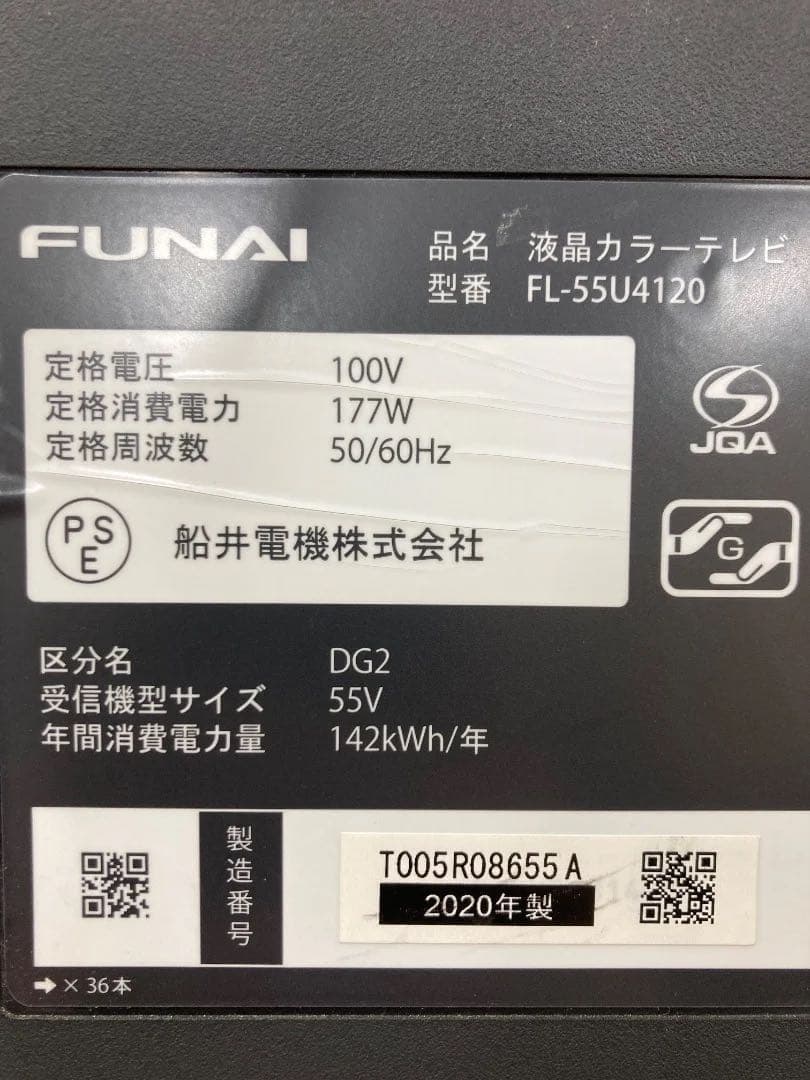 FUNAI
品名 液晶カラーテレビ
型番 FL-55U4120
定格電圧 100V
定格消費電力 177W
定格周波数 50/60Hz
JQA
PSE 船井電機株式会社
G
区分名 DG2
受信機型サイズ 55V
年間消費電力量 142kWh/年
製造番号
T005R08655A
2020年製
➡× 36本